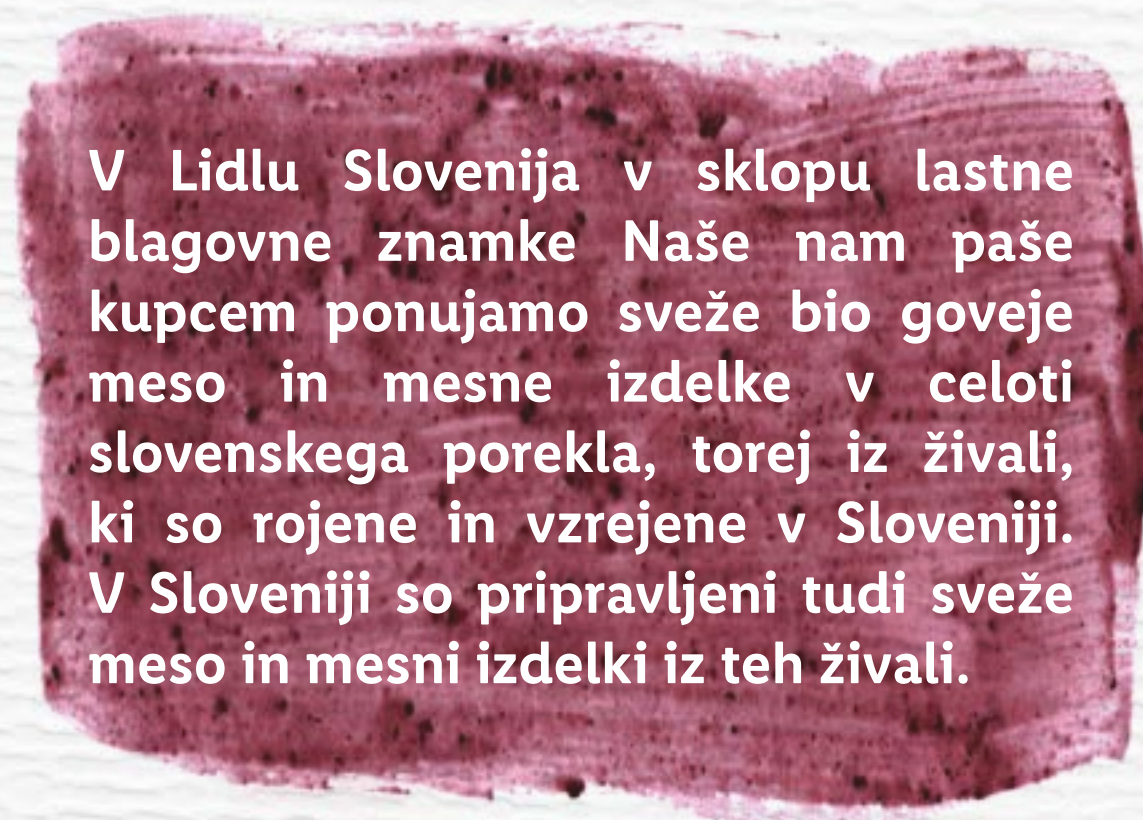 V Lidlu Slovenija v sklopu lastne
blagovne znamke Naše nam paše
kupcem ponujamo sveže bio goveje
meso in mesne izdelke v celoti
slovenskega porekla, torej iz živali,
ki so rojene in vzrejene v Sloveniji.
V Sloveniji so pripravljeni tudi sveže
meso in mesni izdelki iz teh živali.